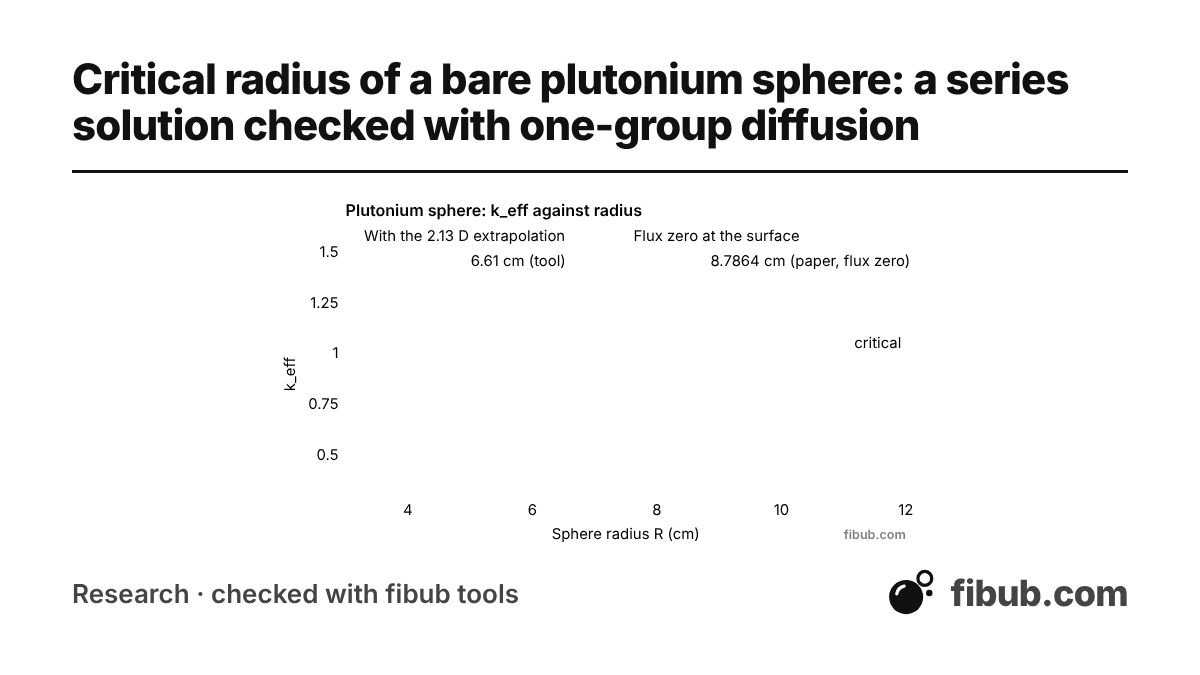 Critical radius of a bare plutonium sphere: a series
solution checked with one-group diffusion
Plutonium sphere: k_eff against radius
With the 2.13 D extrapolation
Flux zero at the surface
6.61 cm (tool)
8.7864 cm (paper, flux zero)
1.5
1.25
critical
1
k_eff
0.75
0.5
4 6 8 10 12
Sphere radius R (cm)
fibub.com
Research · checked with fibub tools
fibub.com